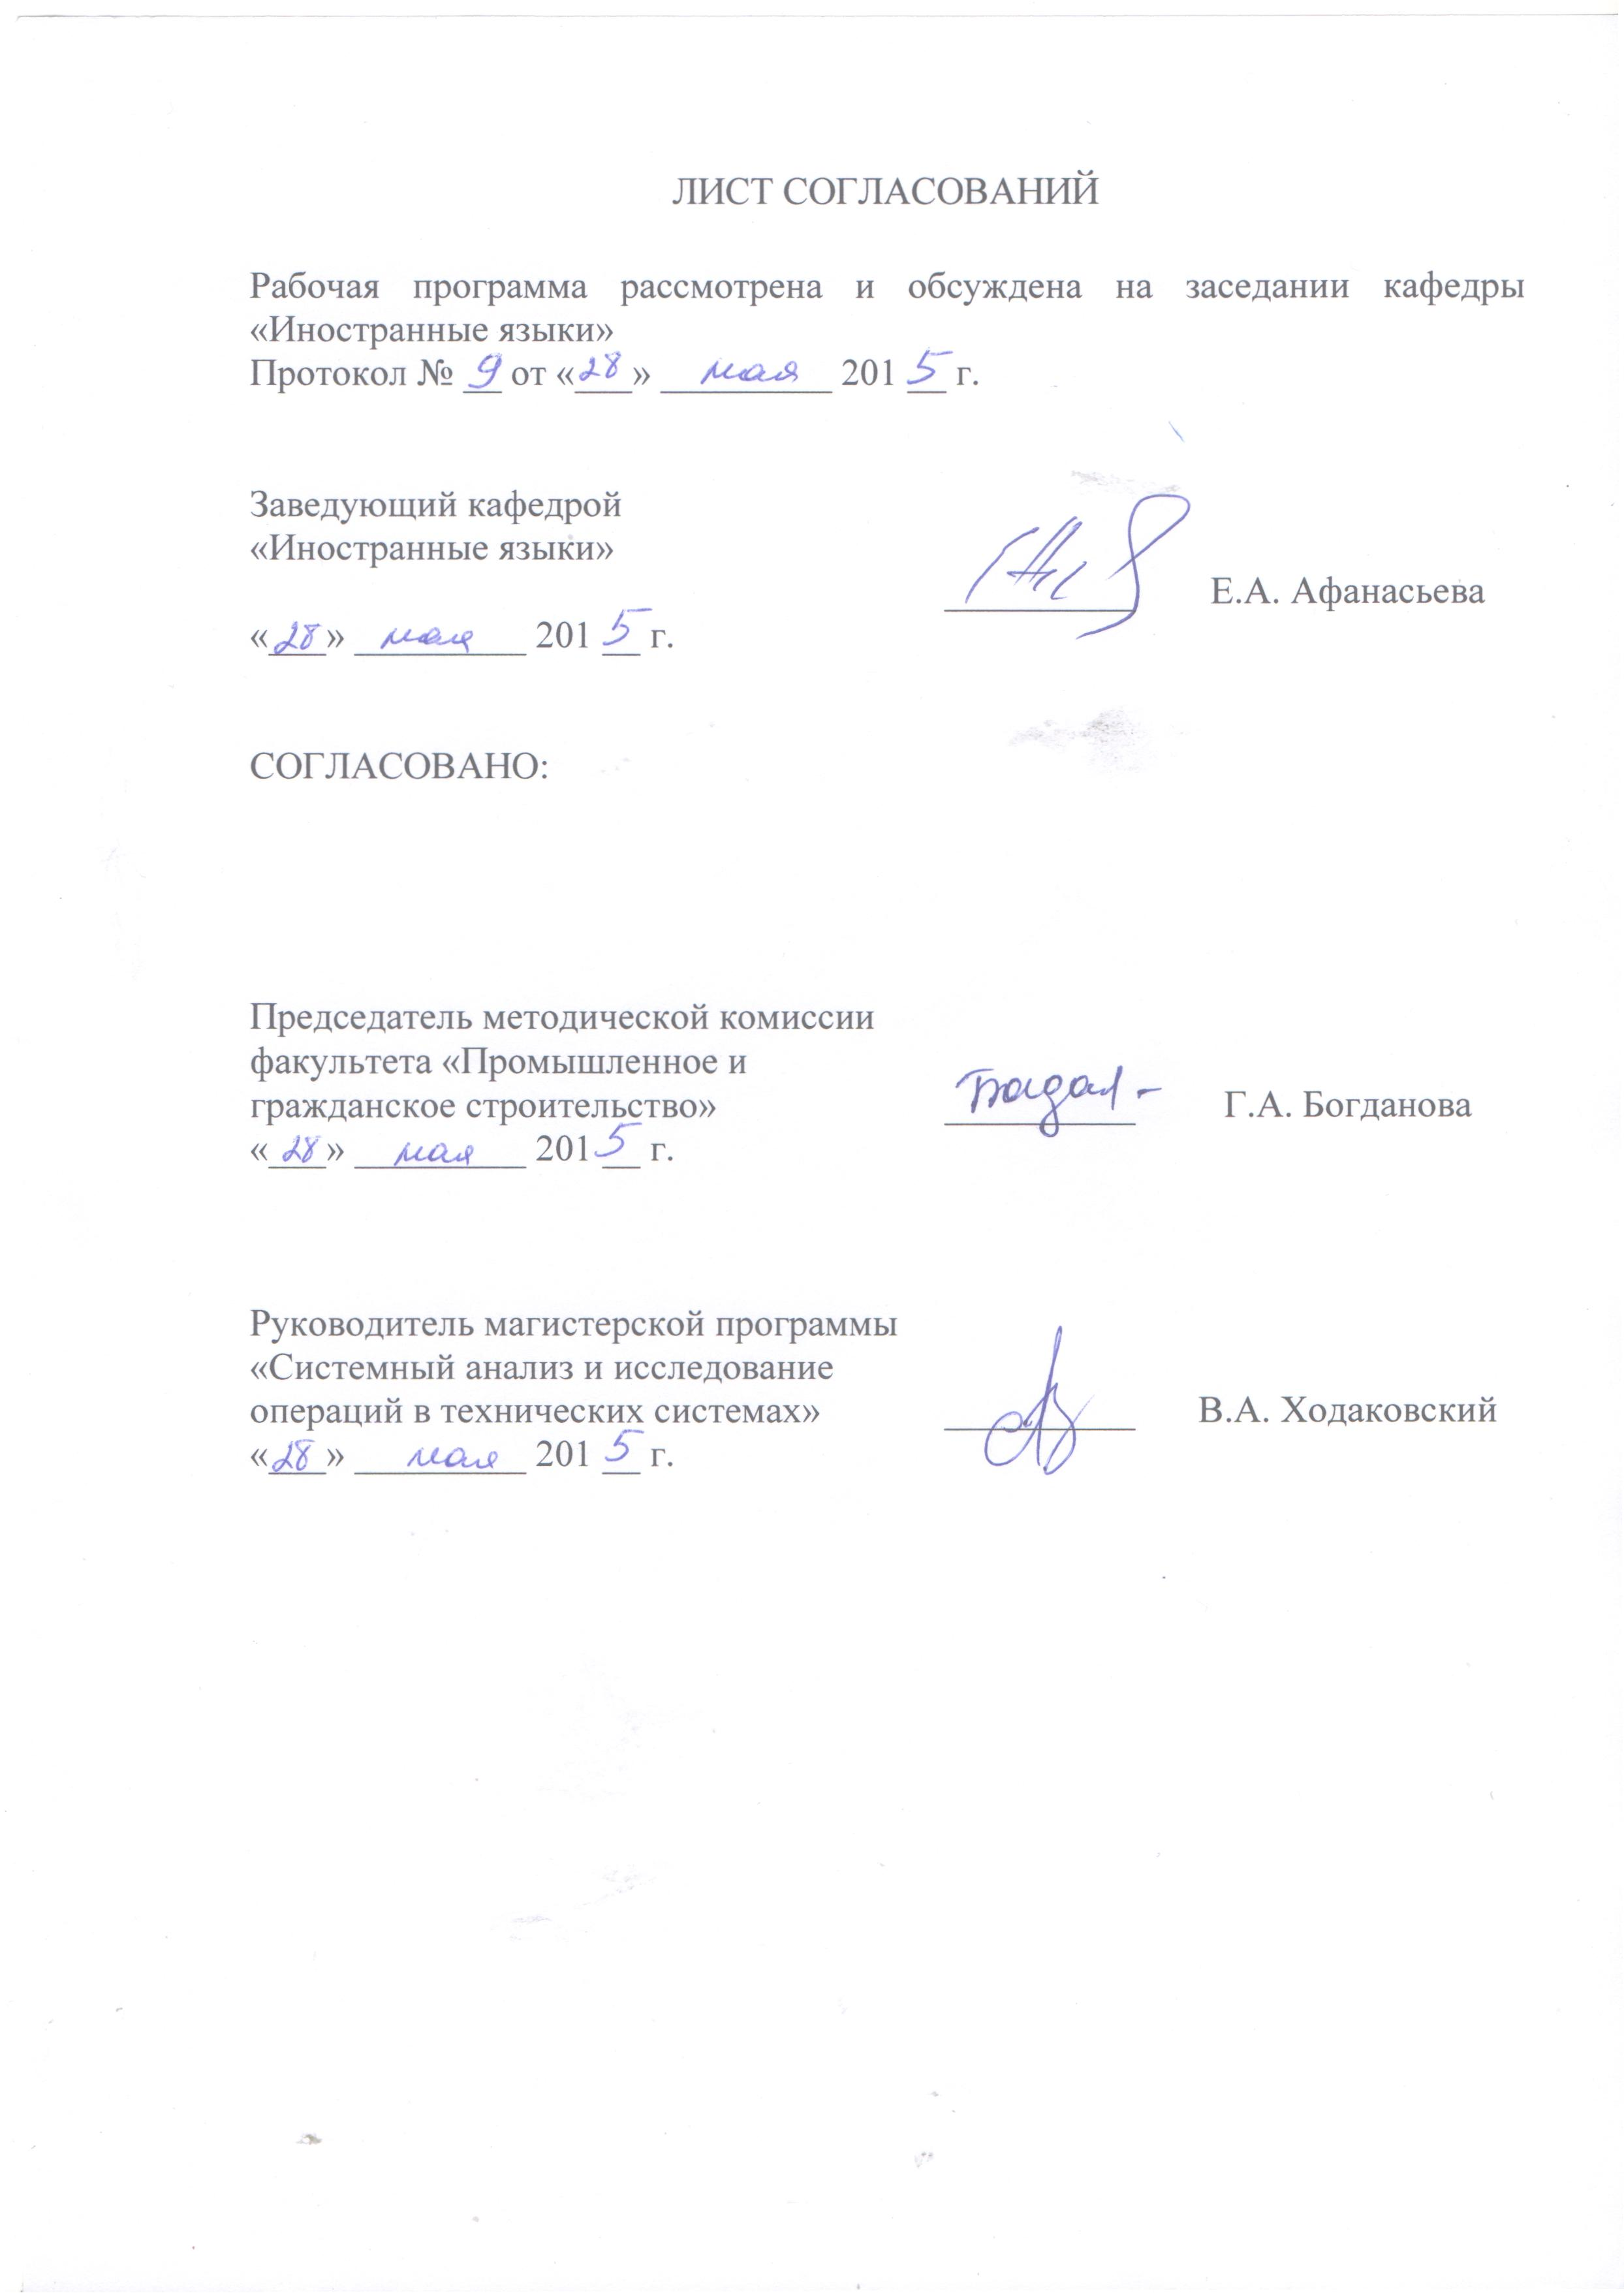 ЛИСТ СОГЛАСОВАНИЙ
Рабочая программа рассмотрена и обсуждена на заседании кафедры
«Иностранные языки»
Протокол № 9 от «28» мая 2015 г.
Заведующий кафедрой
«Иностранные языки»
Е.А. Афанасьева
«28» мая 2015 г.
СОГЛАСОВАНО:
Председатель методической комиссии
факультета «Промышленное и
гражданское строительство» Г.А. Богданова
«28» мая 2015 г.
Руководитель магистерской программы
«Системный анализ и исследование
операций в технических системах» В.А. Ходаковский
«28» мая 2015 г.